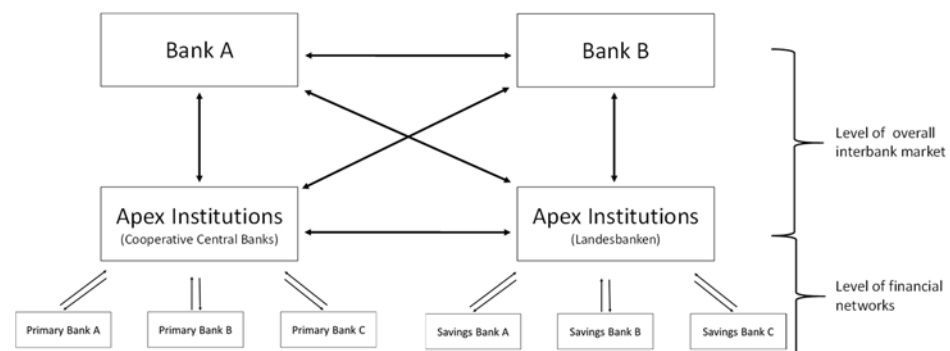 Bank A
Bank B
Level of overall
interbank market
Apex Institutions
(Cooperative Central Banks)
Apex Institutions
(Landesbanken)
Level of financial
networks
Primary Bank A
Primary Bank B
Primary Bank C
Savings Bank A
Savings Bank B
Savings Bank C